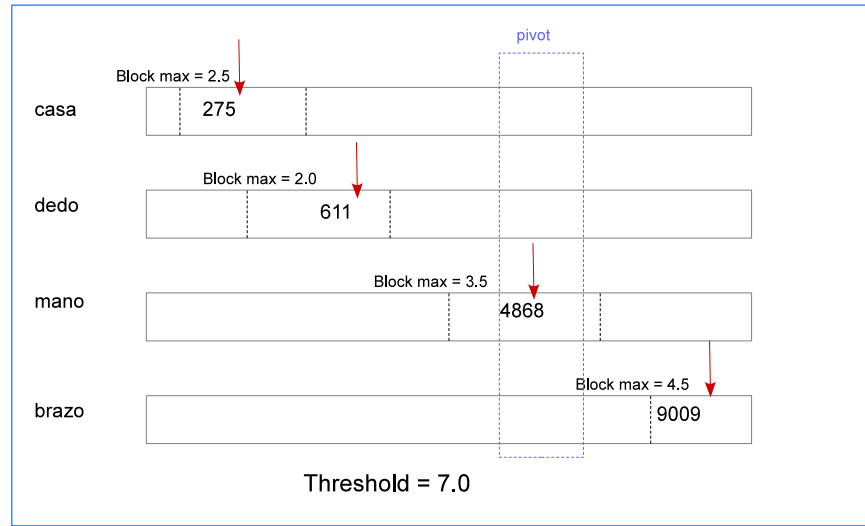 pivot
Block max = 2.5
casa
275
Block max = 2.0
dedo
611
Block max = 3.5
mano
4868
Block max = 4.5
brazo
9009
Threshold = 7.0